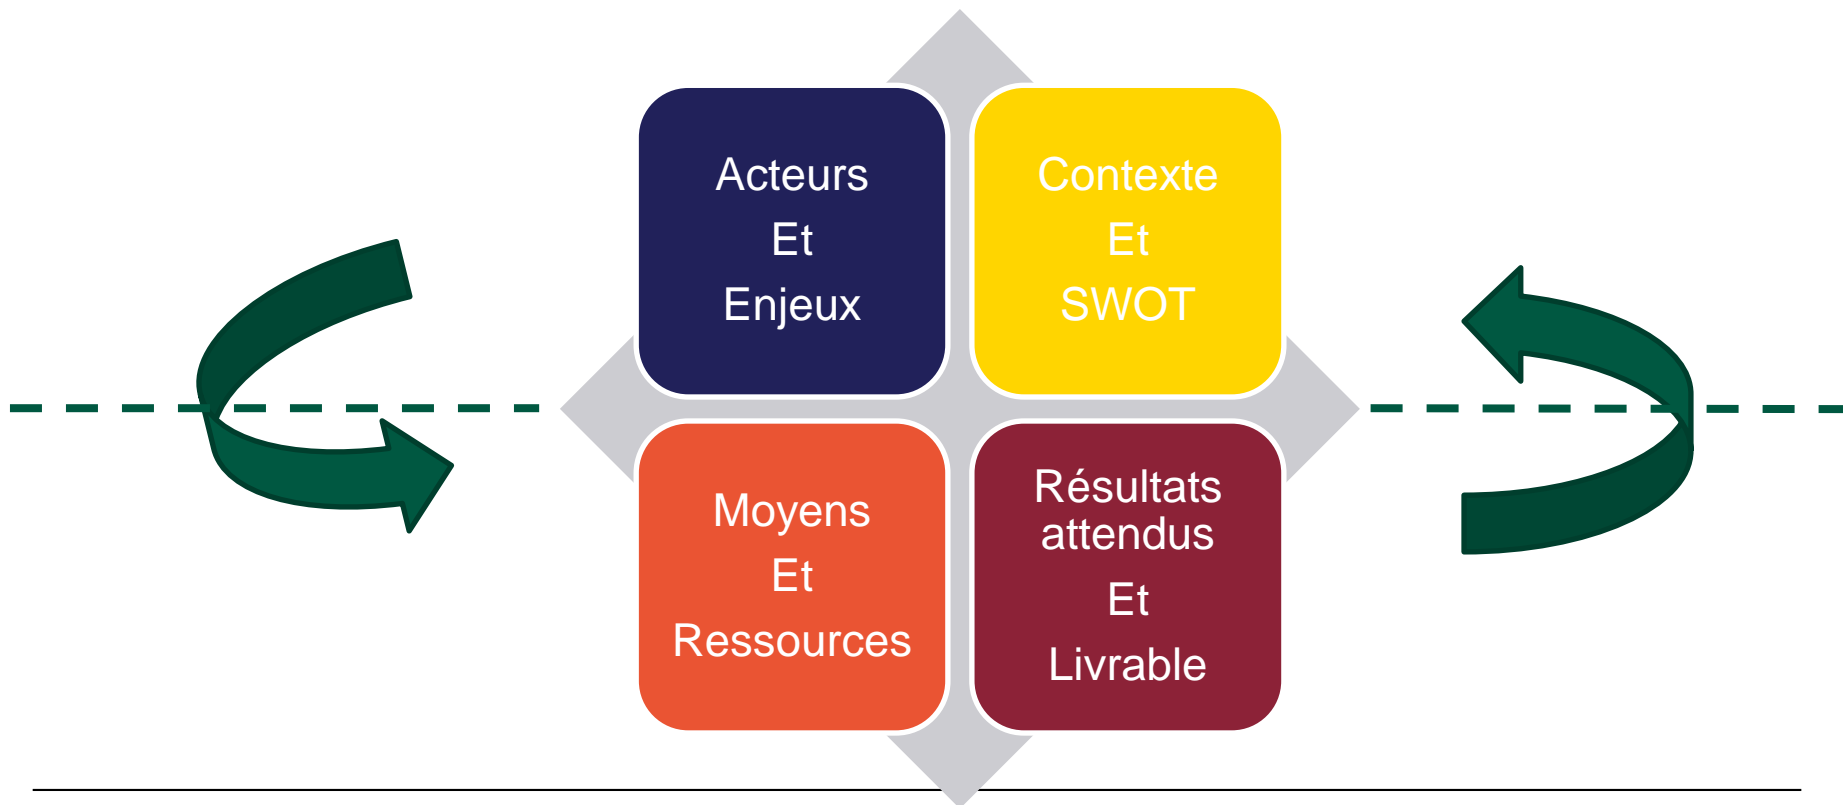 Acteurs
Et
Enjeux
Contexte
Et
SWOT
Moyens
Et
Ressources
Résultats
attendus
Et
Livrable